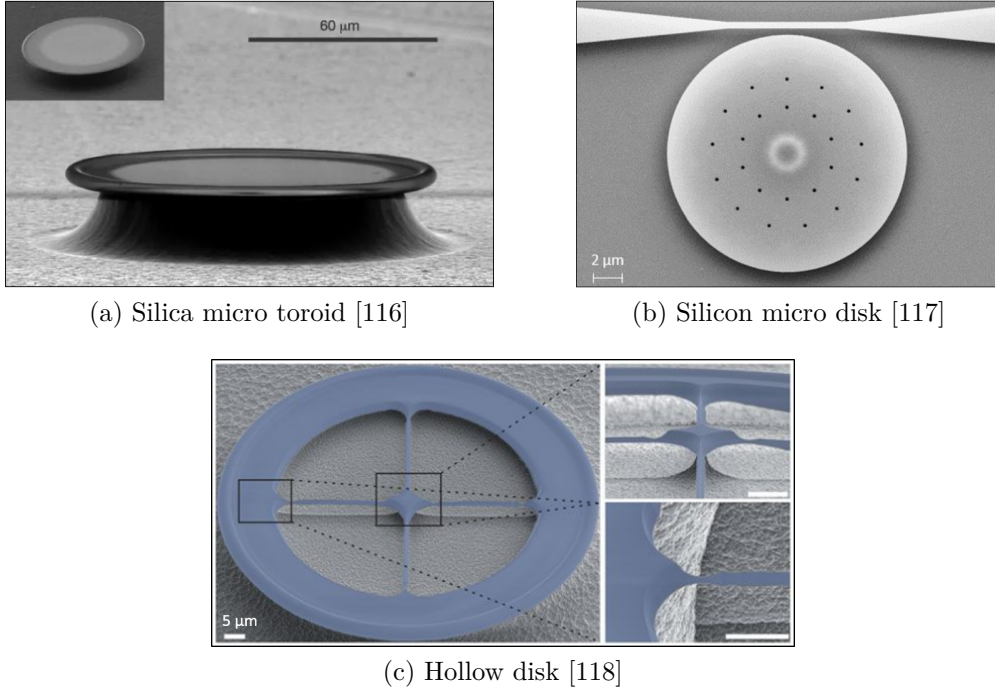 60 μm
2 μm
(a) Silica micro toroid [116]
(b) Silicon micro disk [117]
5 μm
(c) Hollow disk [118]